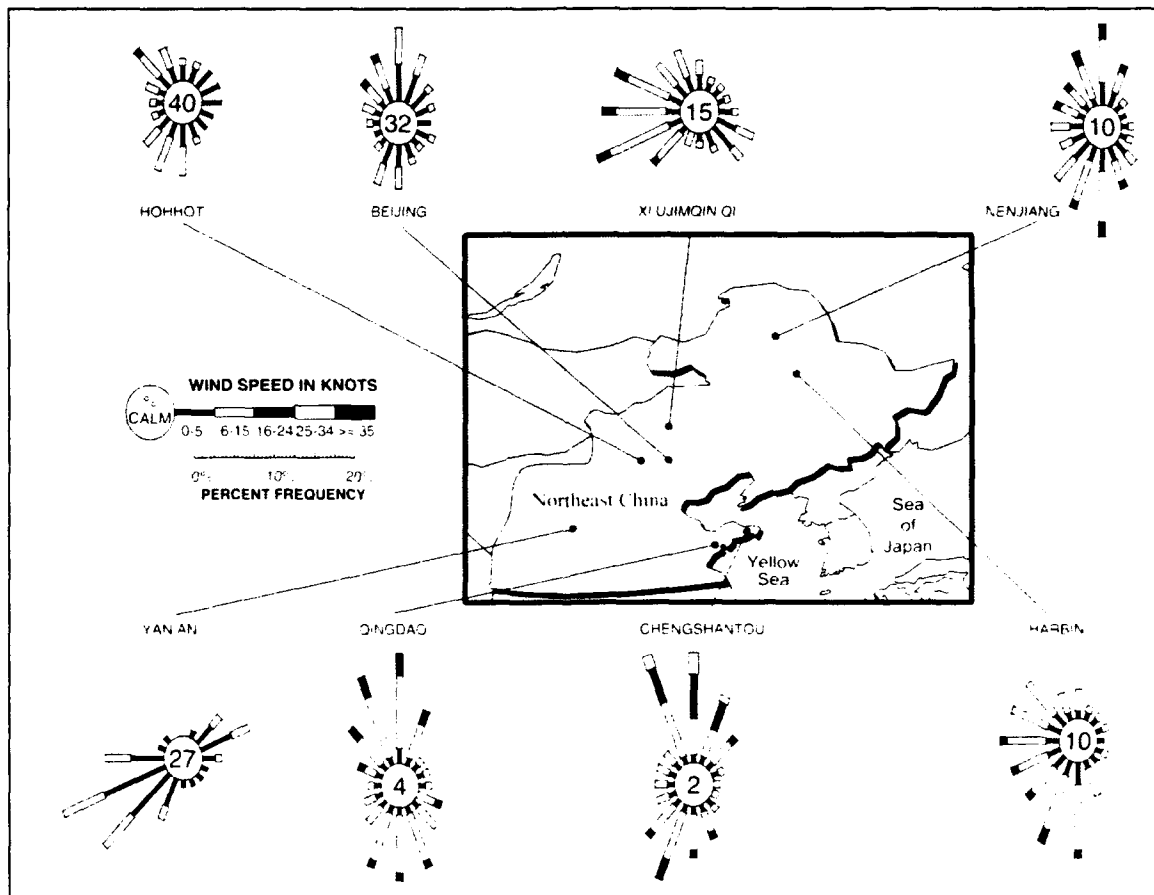 40
32
15
10
HOHHOT
BEIJING
XI UJIMQIN QI
NENJIANG
WIND SPEED IN KNOTS
% CALM
0-5 6-15 16-24 25-34 >= 35
0% 10% 20%
PERCENT FREQUENCY
Northeast China
Sea
of
Japan
Yellow
Sea
YAN AN
QINGDAO
CHENGSHANTOU
HARBIN
27
4
2
10